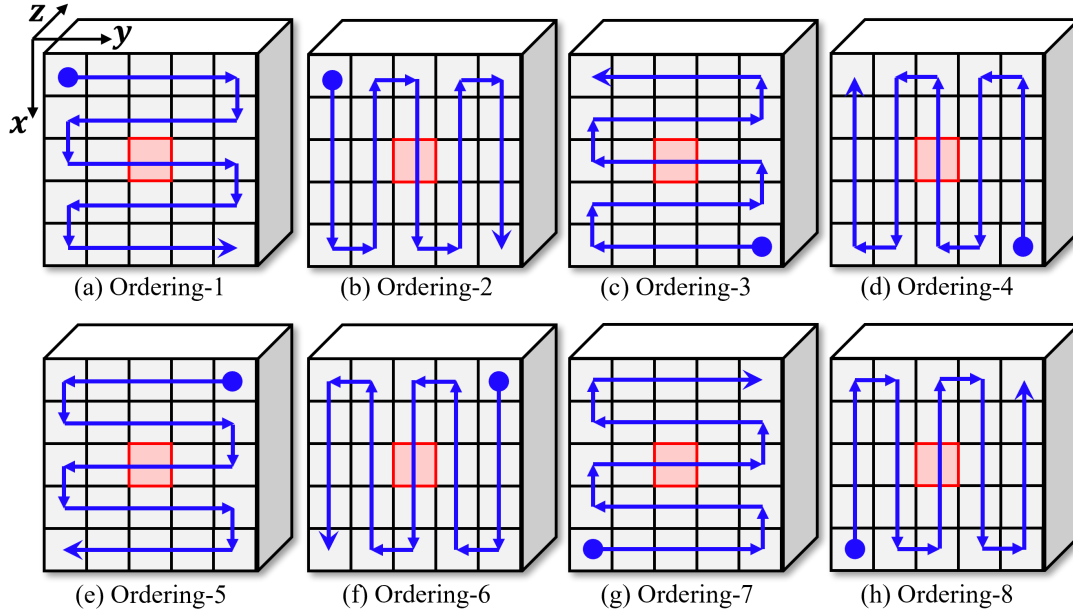 z
y
x
(a) Ordering-1
(b) Ordering-2
(c) Ordering-3
(d) Ordering-4
(e) Ordering-5
(f) Ordering-6
(g) Ordering-7
(h) Ordering-8